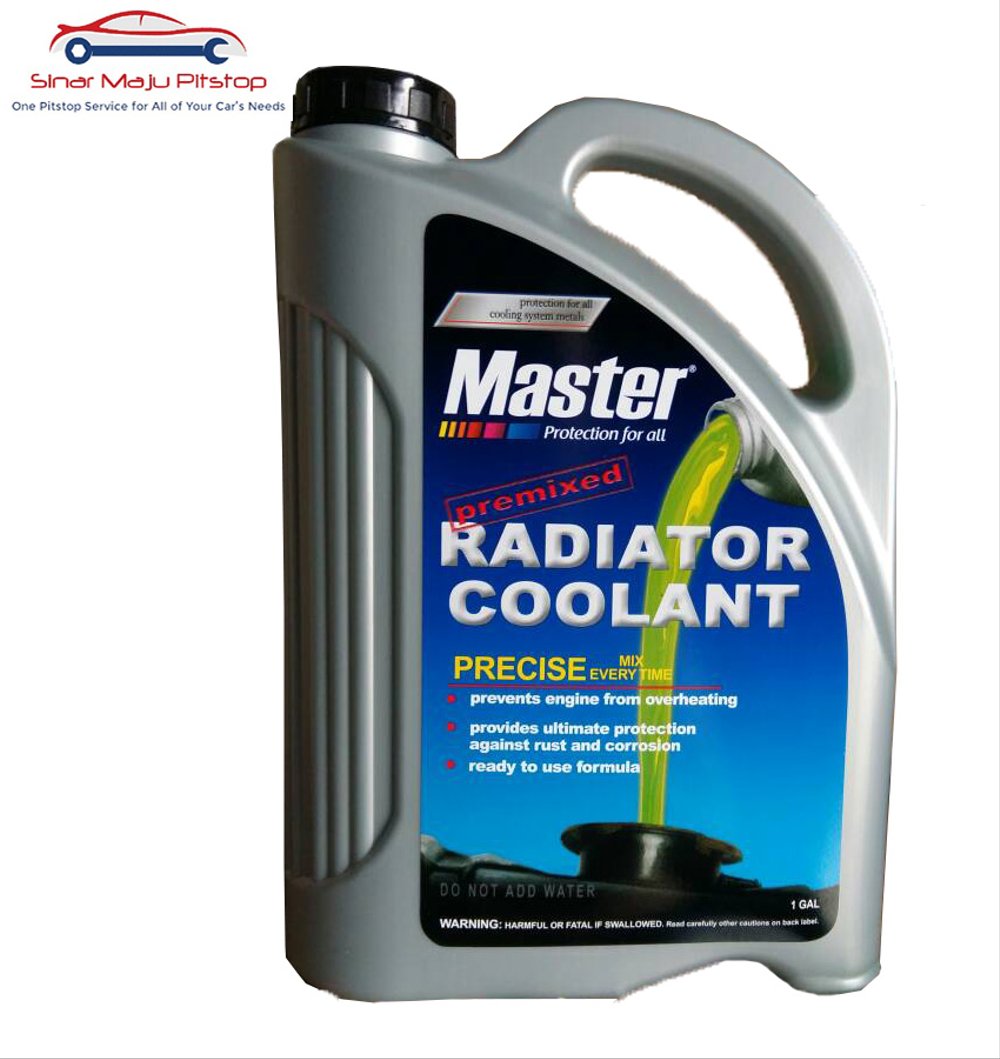 Sinar Maju Pitstop
One Pitstop Service for All of Your Car's Needs
protection for all
cooling system metals
Master®
Protection for all
premixed
RADIATOR
COOLANT
PRECISE MIX EVERY TIME
prevents engine from overheating
provides ultimate protection
against rust and corrosion
ready to use formula
DO NOT ADD WATER
1 GAL
WARNING: HARMFUL OR FATAL IF SWALLOWED. Read carefully other cautions on back label.